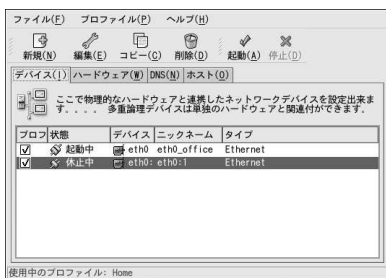 ファイル(F) プロファイル(P) ヘルプ(H)
新規(N) 編集(E) コピー(C) 削除(D) 起動(A) 停止(D)
デバイス(I) ハードウェア(W) DNS(N) ホスト(O)
ここで物理的なハードウェアと連携したネットワークデバイスを設定出来ま
す.... 多重論理デバイスは単独のハードウェアと関連付ができます。
プロフ 状態 デバイス ニックネーム タイプ
起動中 eth0 eth0_office Ethernet
休止中 eth0: eth0:1 Ethernet
使用中のプロファイル: Home